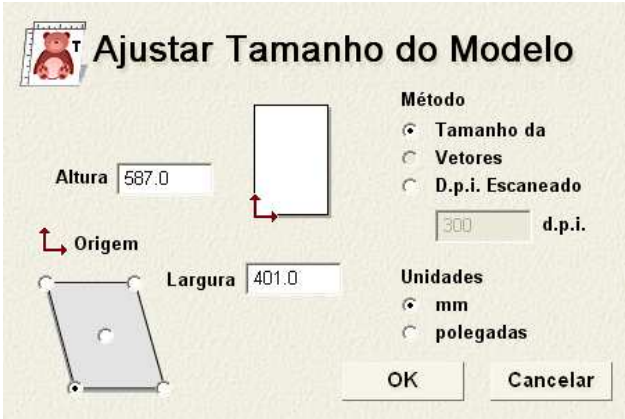 T
Ajustar Tamanho do Modelo
Altura 587.0
Origem
Largura 401.0
Método
Tamanho da
Vetores
D.p.i. Escaneado
300 d.p.i.
Unidades
mm
polegadas
OK Cancelar